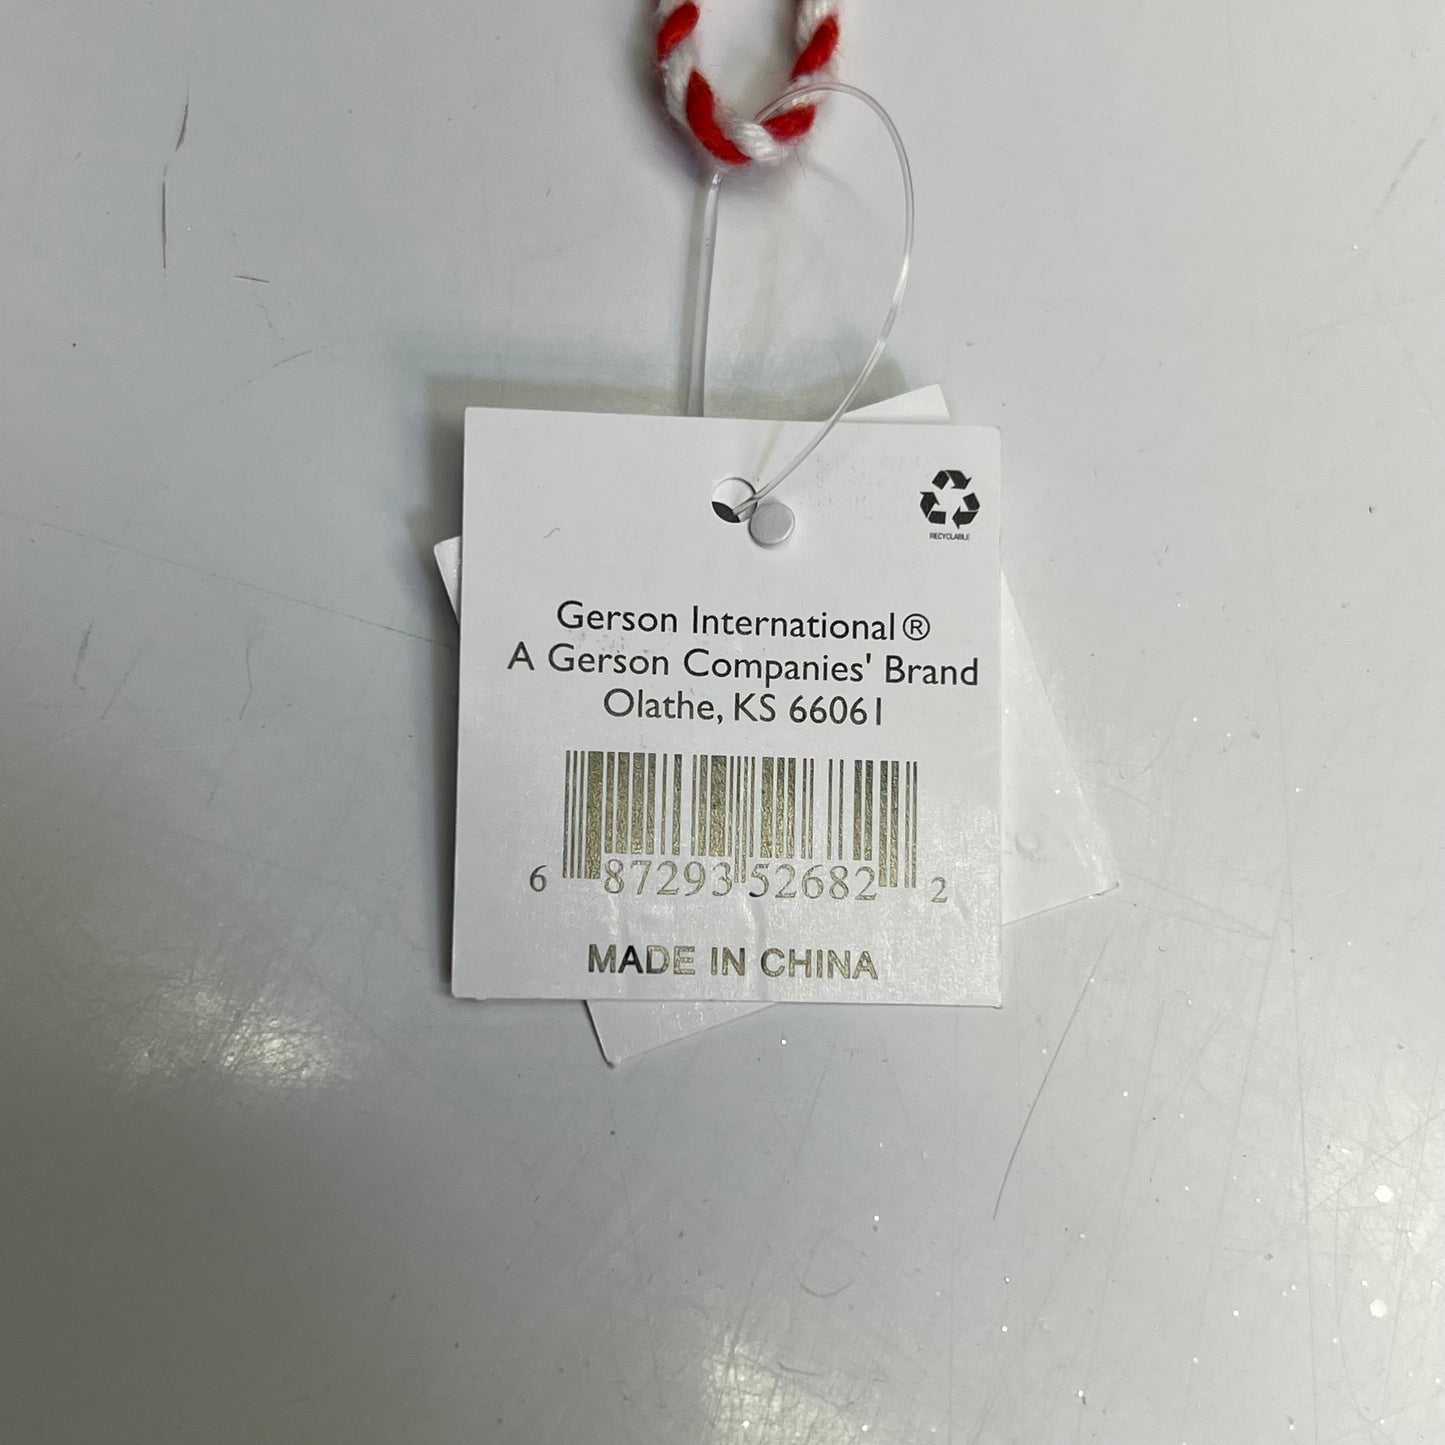 RECYCLABLE
Gerson International®
A Gerson Companies' Brand
Olathe, KS 66061
6 87293 52682 2
MADE IN CHINA